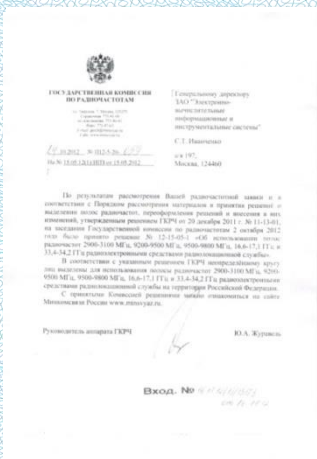 ГОСУДАРСТВЕННАЯ КОМИССИЯ
ПО РАДИОЧАСТОТАМ
Генеральному директору
ЗАО "Электронно-
вычислительные
информационные и
инструментальные системы"
С.Т. Иванченко
а/я 197,
Москва, 124460
По результатам рассмотрения Вашей радиочастотной заявки и в
соответствии с Порядком рассмотрения материалов и принятия решений о
выделении полос радиочастот, переоформления решений и внесения в них
изменений, утвержденным решением ГКРЧ от 20 декабря 2011 г. № 11-13-01,
на заседании Государственной комиссии по радиочастотам 2 октября 2012
года было принято решение № 12-15-05-1 «Об использовании полос
радиочастот 2900-3100 МГц, 9200-9500 МГц, 9500-9800 МГц, 16,6-17,1 ГГц и
33,4-34,2 ГГц радиоэлектронными средствами радиолокационной службы»
В соответствии с указанным решением ГКРЧ неопределённому кругу
лиц выделены для использования полосы радиочастот 2900-3100 МГц, 9200-
9500 МГц, 9500-9800 МГц, 16,6-17,1 ГГц и 33,4-34,2 ГГц радиоэлектронными
средствами радиолокационной службы на территории Российской Федерации.
С принятыми Комиссией решениями можно ознакомиться на сайте
Минкомсвязи России www.minsvyaz.ru.
Руководитель аппарата ГКРЧ
Ю.А. Журавель
Вход. №